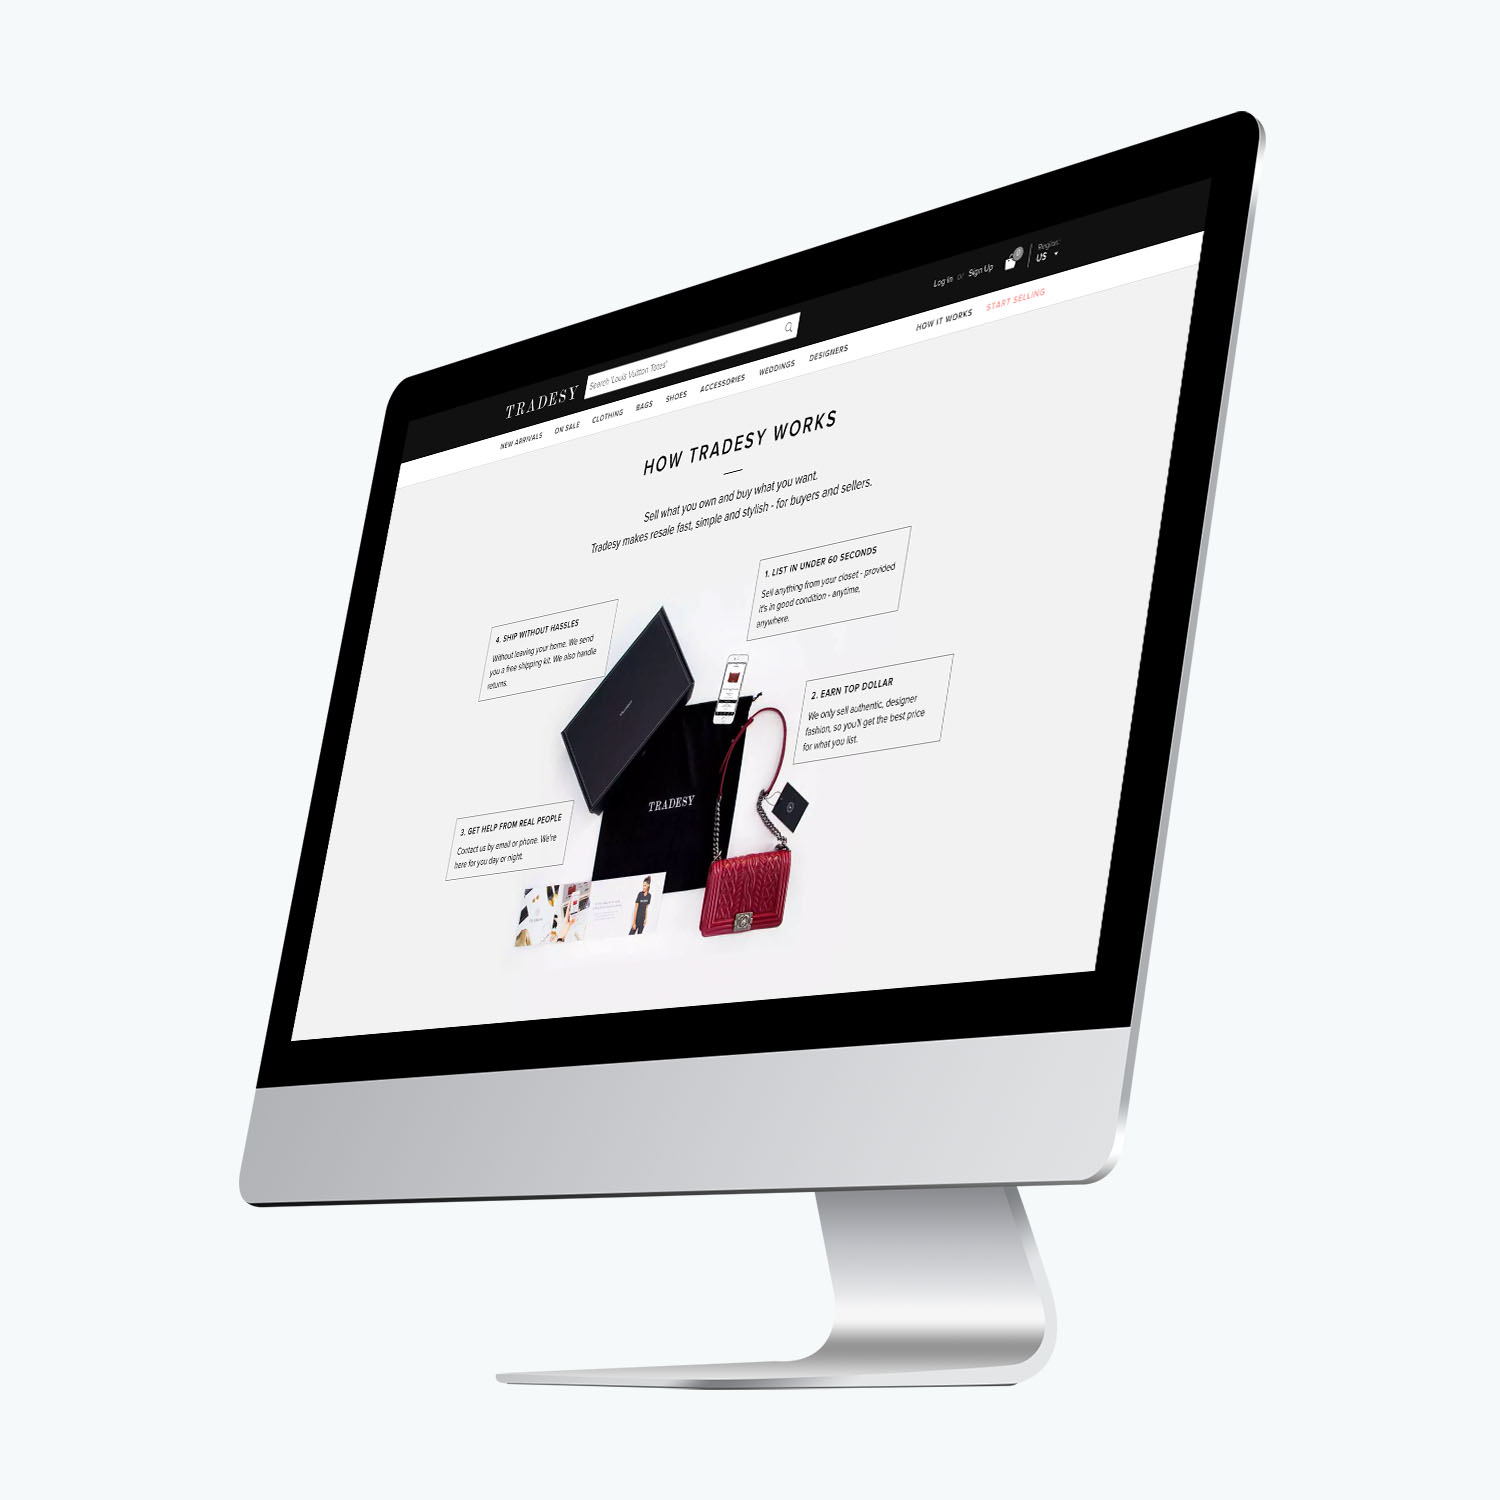 Log In or Sign Up
0
Region:
US
TRADESY
Search "Louis Vuitton Totes"
NEW ARRIVALS ON SALE CLOTHING BAGS SHOES ACCESSORIES WEDDINGS DESIGNERS HOW IT WORKS START SELLING
HOW TRADESY WORKS
Sell what you own and buy what you want.
Tradesy makes resale fast, simple and stylish - for buyers and sellers.
1. LIST IN UNDER 60 SECONDS
Sell anything from your closet - provided
it's in good condition - anytime,
anywhere.
4. SHIP WITHOUT HASSLES
Without leaving your home. We send
you a free shipping kit. We also handle
returns.
2. EARN TOP DOLLAR
We only sell authentic, designer
fashion, so you'll get the best price
for what you list.
TRADESY
3. GET HELP FROM REAL PEOPLE
Contact us by email or phone. We're
here for you day or night.